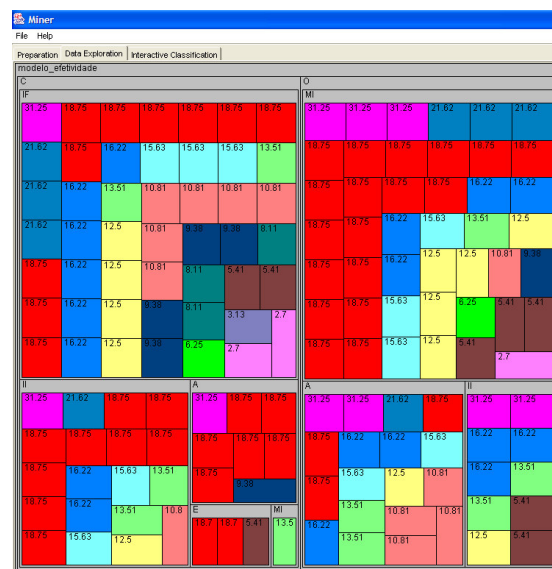 Miner
File Help
Preparation Data Exploration Interactive Classification
modelo_efetividade
C O
IF MI
31.25 18.75 18.75 18.75 18.75 18.75 18.75 31.25 31.25 31.25 21.62 21.62 21.62
21.62 18.75 16.22 15.63 15.63 15.63 13.51 18.75 18.75 18.75 18.75 18.75 18.75
21.62 16.22 13.51 10.81 10.81 10.81 10.81 18.75 18.75 18.75 18.75 16.22 16.22
21.62 16.22 12.5 10.81 9.38 9.38 8.11 18.75 18.75 16.22 15.63 13.51 12.5
18.75 16.22 12.5 10.81 8.11 5.41 5.41 18.75 18.75 16.22 12.5 12.5 10.81 9.38
18.75 16.22 12.5 9.38 8.11 3.13 2.7 18.75 18.75 15.63 12.5 6.25 5.41 5.41
18.75 16.22 12.5 9.38 6.25 2.7 18.75 18.75 15.63 12.5 5.41 2.7
II A A II
31.25 21.62 18.75 18.75 31.25 18.75 18.75 31.25 31.25 21.62 18.75 31.25 31.25
18.75 18.75 18.75 18.75 18.75 18.75 18.75 18.75 16.22 16.22 15.63 16.22 16.22
18.75 16.22 15.63 13.51 18.75 9.38 18.75 15.63 12.5 10.81 16.22 13.51
18.75 16.22 13.51 10.8 E MI 13.51 10.81 10.81 13.51 5.41
18.75 15.63 12.5 18.7 18.7 5.41 13.5 16.22 13.51 10.81 12.5 5.41